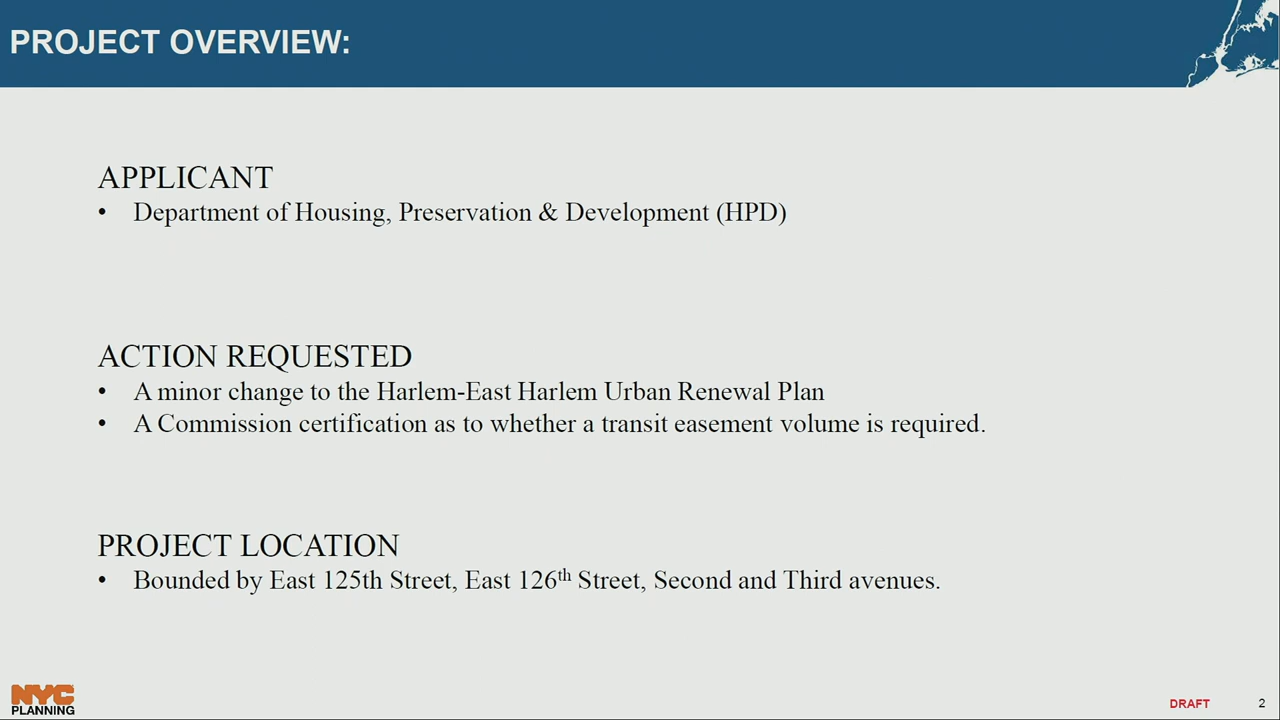 PROJECT OVERVIEW:
APPLICANT
• Department of Housing, Preservation & Development (HPD)
ACTION REQUESTED
• A minor change to the Harlem-East Harlem Urban Renewal Plan
• A Commission certification as to whether a transit easement volume is required.
PROJECT LOCATION
• Bounded by East 125th Street, East 126th Street, Second and Third avenues.
NYC
PLANNING
DRAFT
2